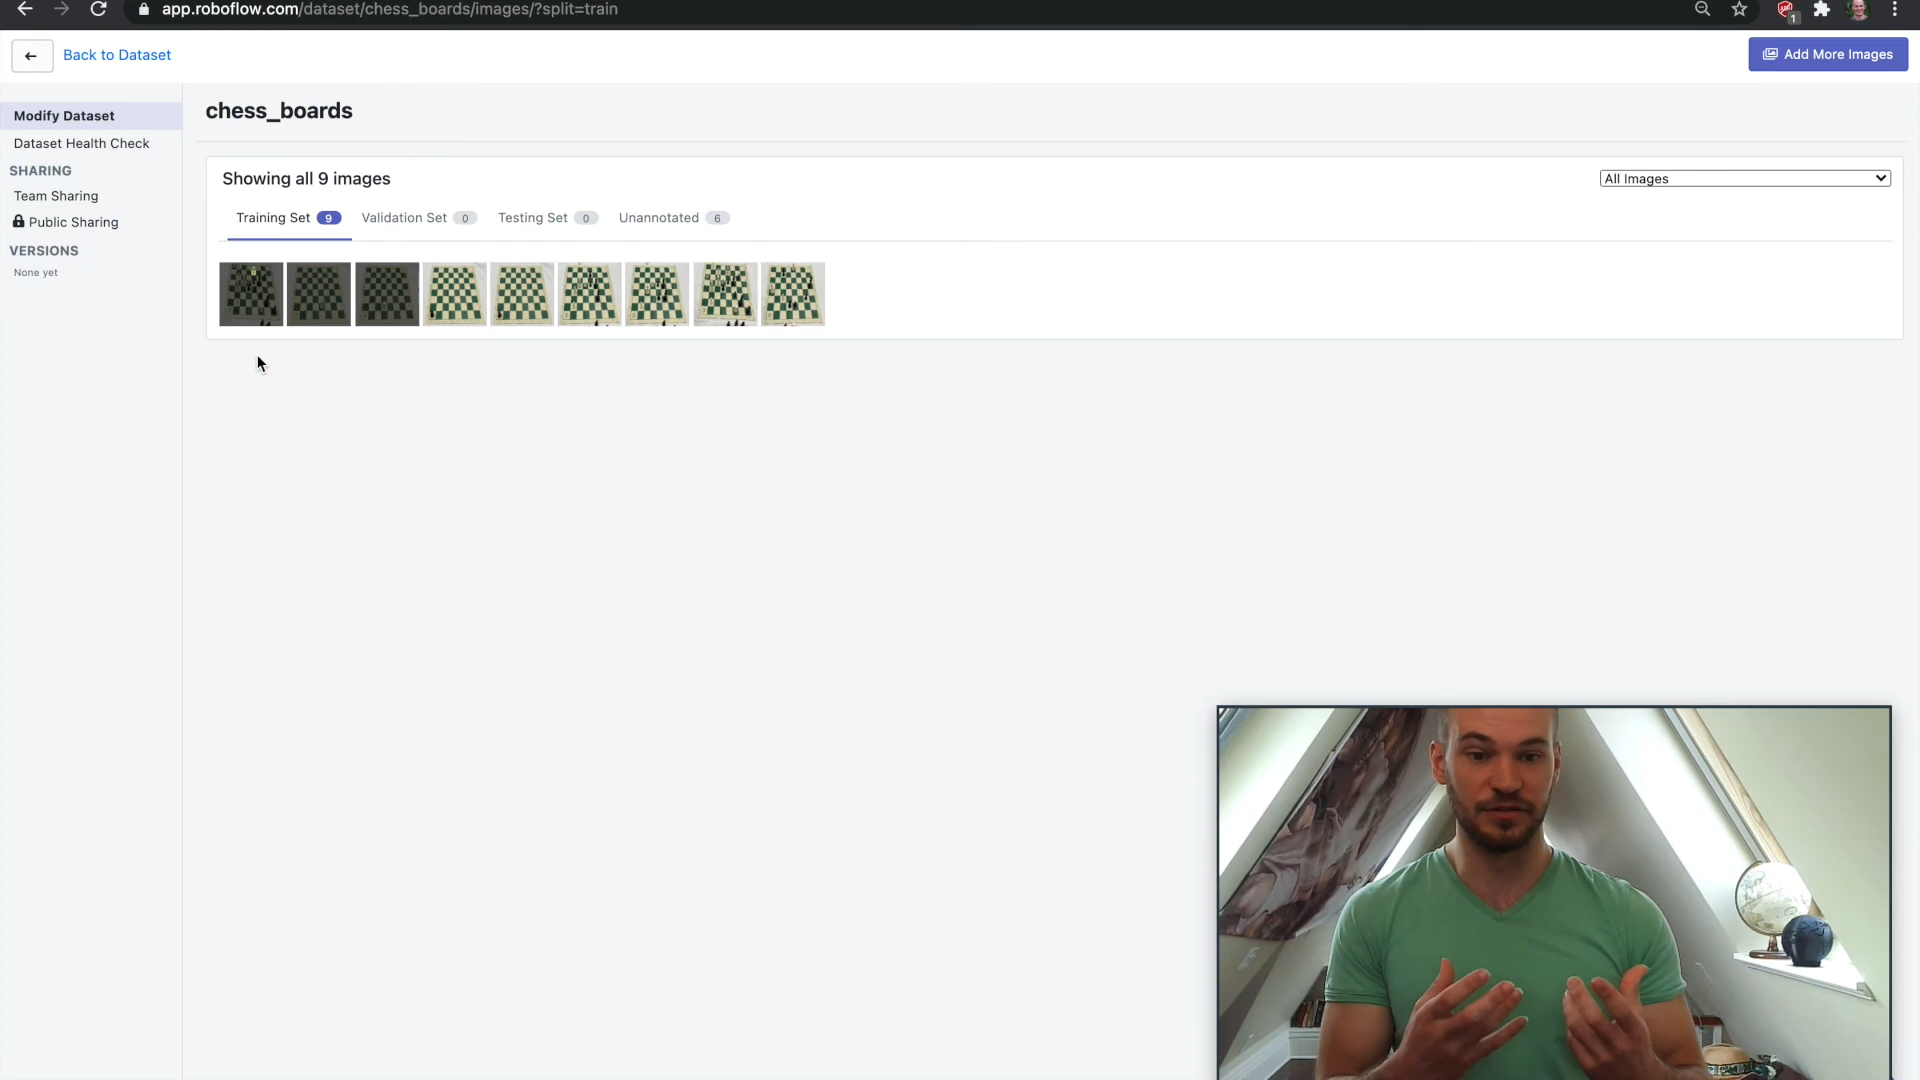 app.roboflow.com/dataset/chess_boards/images/?split=train
1
Back to Dataset
Add More Images
Modify Dataset
Dataset Health Check
SHARING
Team Sharing
Public Sharing
VERSIONS
None yet
chess_boards
Showing all 9 images
All Images
Training Set 9 Validation Set 0 Testing Set 0 Unannotated 6